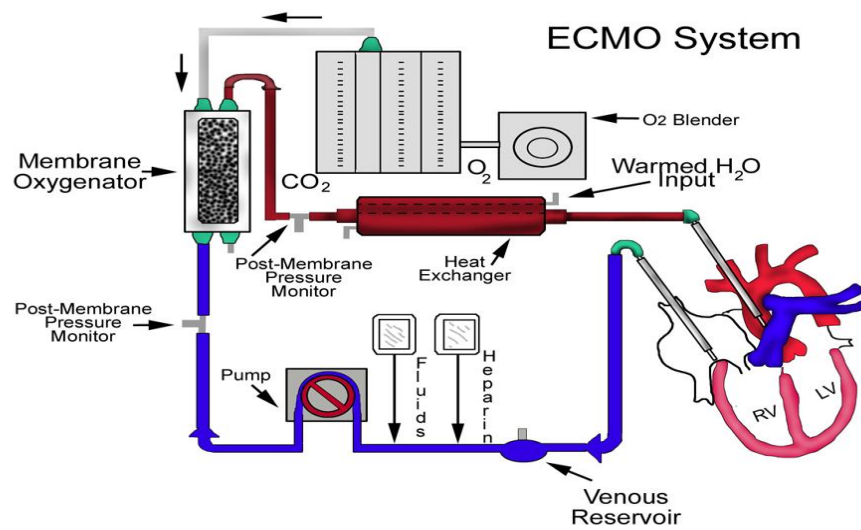 ECMO System
O2 Blender
Membrane
Oxygenator
CO2
O2
Warmed H2O
Input
Post-Membrane
Pressure
Monitor
Heat
Exchanger
Post-Membrane
Pressure
Monitor
Pump
Fluids
Heparin
RV
LV
Venous
Reservoir